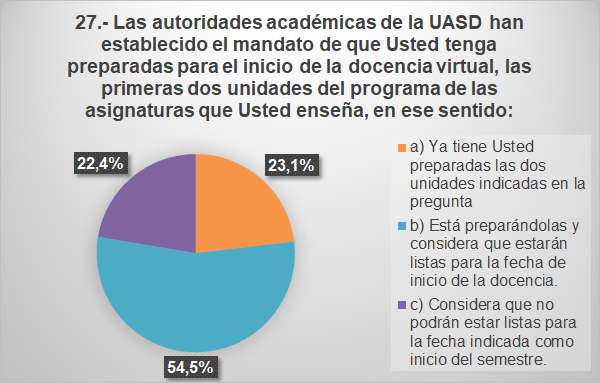 27.- Las autoridades académicas de la UASD han
establecido el mandato de que Usted tenga
preparadas para el inicio de la docencia virtual, las
primeras dos unidades del programa de las
asignaturas que Usted enseña, en ese sentido:
22,4%
23,1%
54,5%
a) Ya tiene Usted
preparadas las dos
unidades indicadas en la
pregunta
b) Está preparándolas y
considera que estarán
listas para la fecha de
inicio de la docencia.
c) Considera que no
podrán estar listas para
la fecha indicada como
inicio del semestre.